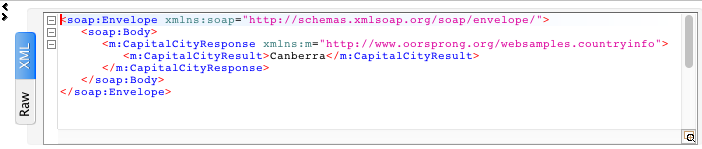 XML
Raw
<soap:Envelope xmlns:soap="http://schemas.xmlsoap.org/soap/envelope/">
<soap:Body>
<m:CapitalCityResponse xmlns:m="http://www.oorsprong.org/websamples.countryinfo">
<m:CapitalCityResult>Canberra</m:CapitalCityResult>
</m:CapitalCityResponse>
</soap:Body>
</soap:Envelope>